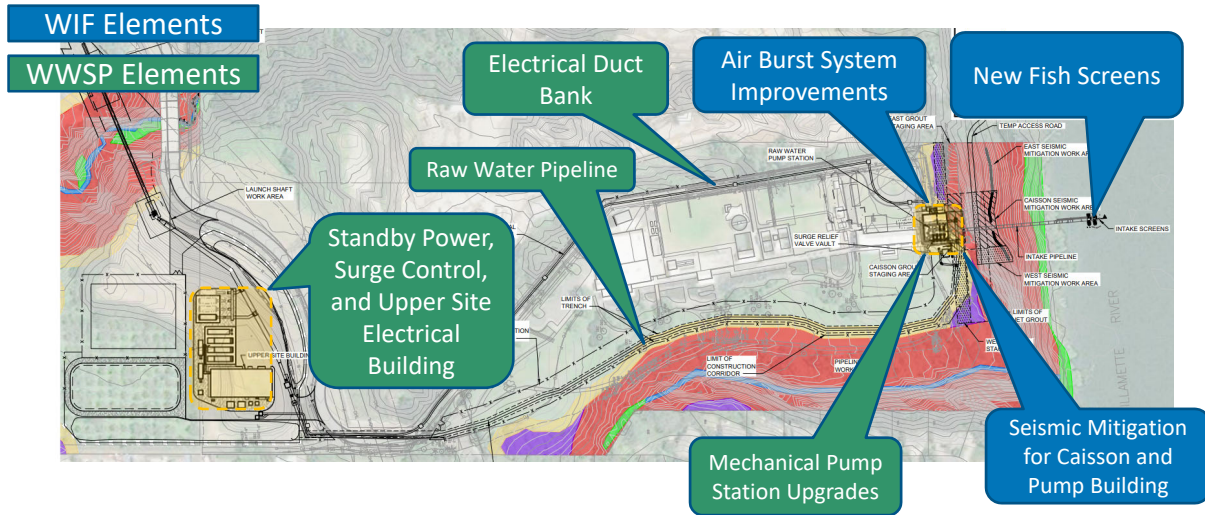 WIF Elements
WWSP Elements
Electrical Duct
Bank
Air Burst System
Improvements
New Fish Screens
Raw Water Pipeline
Standby Power,
Surge Control,
and Upper Site
Electrical
Building
Mechanical Pump
Station Upgrades
Seismic Mitigation
for Caisson and
Pump Building
LAUNCH SHAFT
WORK AREA
RAW WATER
PUMP STATION
STAGING AREA
TEMP ACCESS ROAD
EAST SEISMIC
MITIGATION WORK AREA
CAISSON SEISMIC
MITIGATION WORK AREA
INTAKE SCREENS
INTAKE PIPELINE
WEST SEISMIC
MITIGATION WORK AREA
SURGE RELIEF
VALVE VAULT
CAISSON
STAGING AREA
LIMITS OF
TRENCH
LIMITS OF
GROUT
LIMIT OF
CONSTRUCTION
CORRIDOR
UPPER SITE BUILDING
RIVER